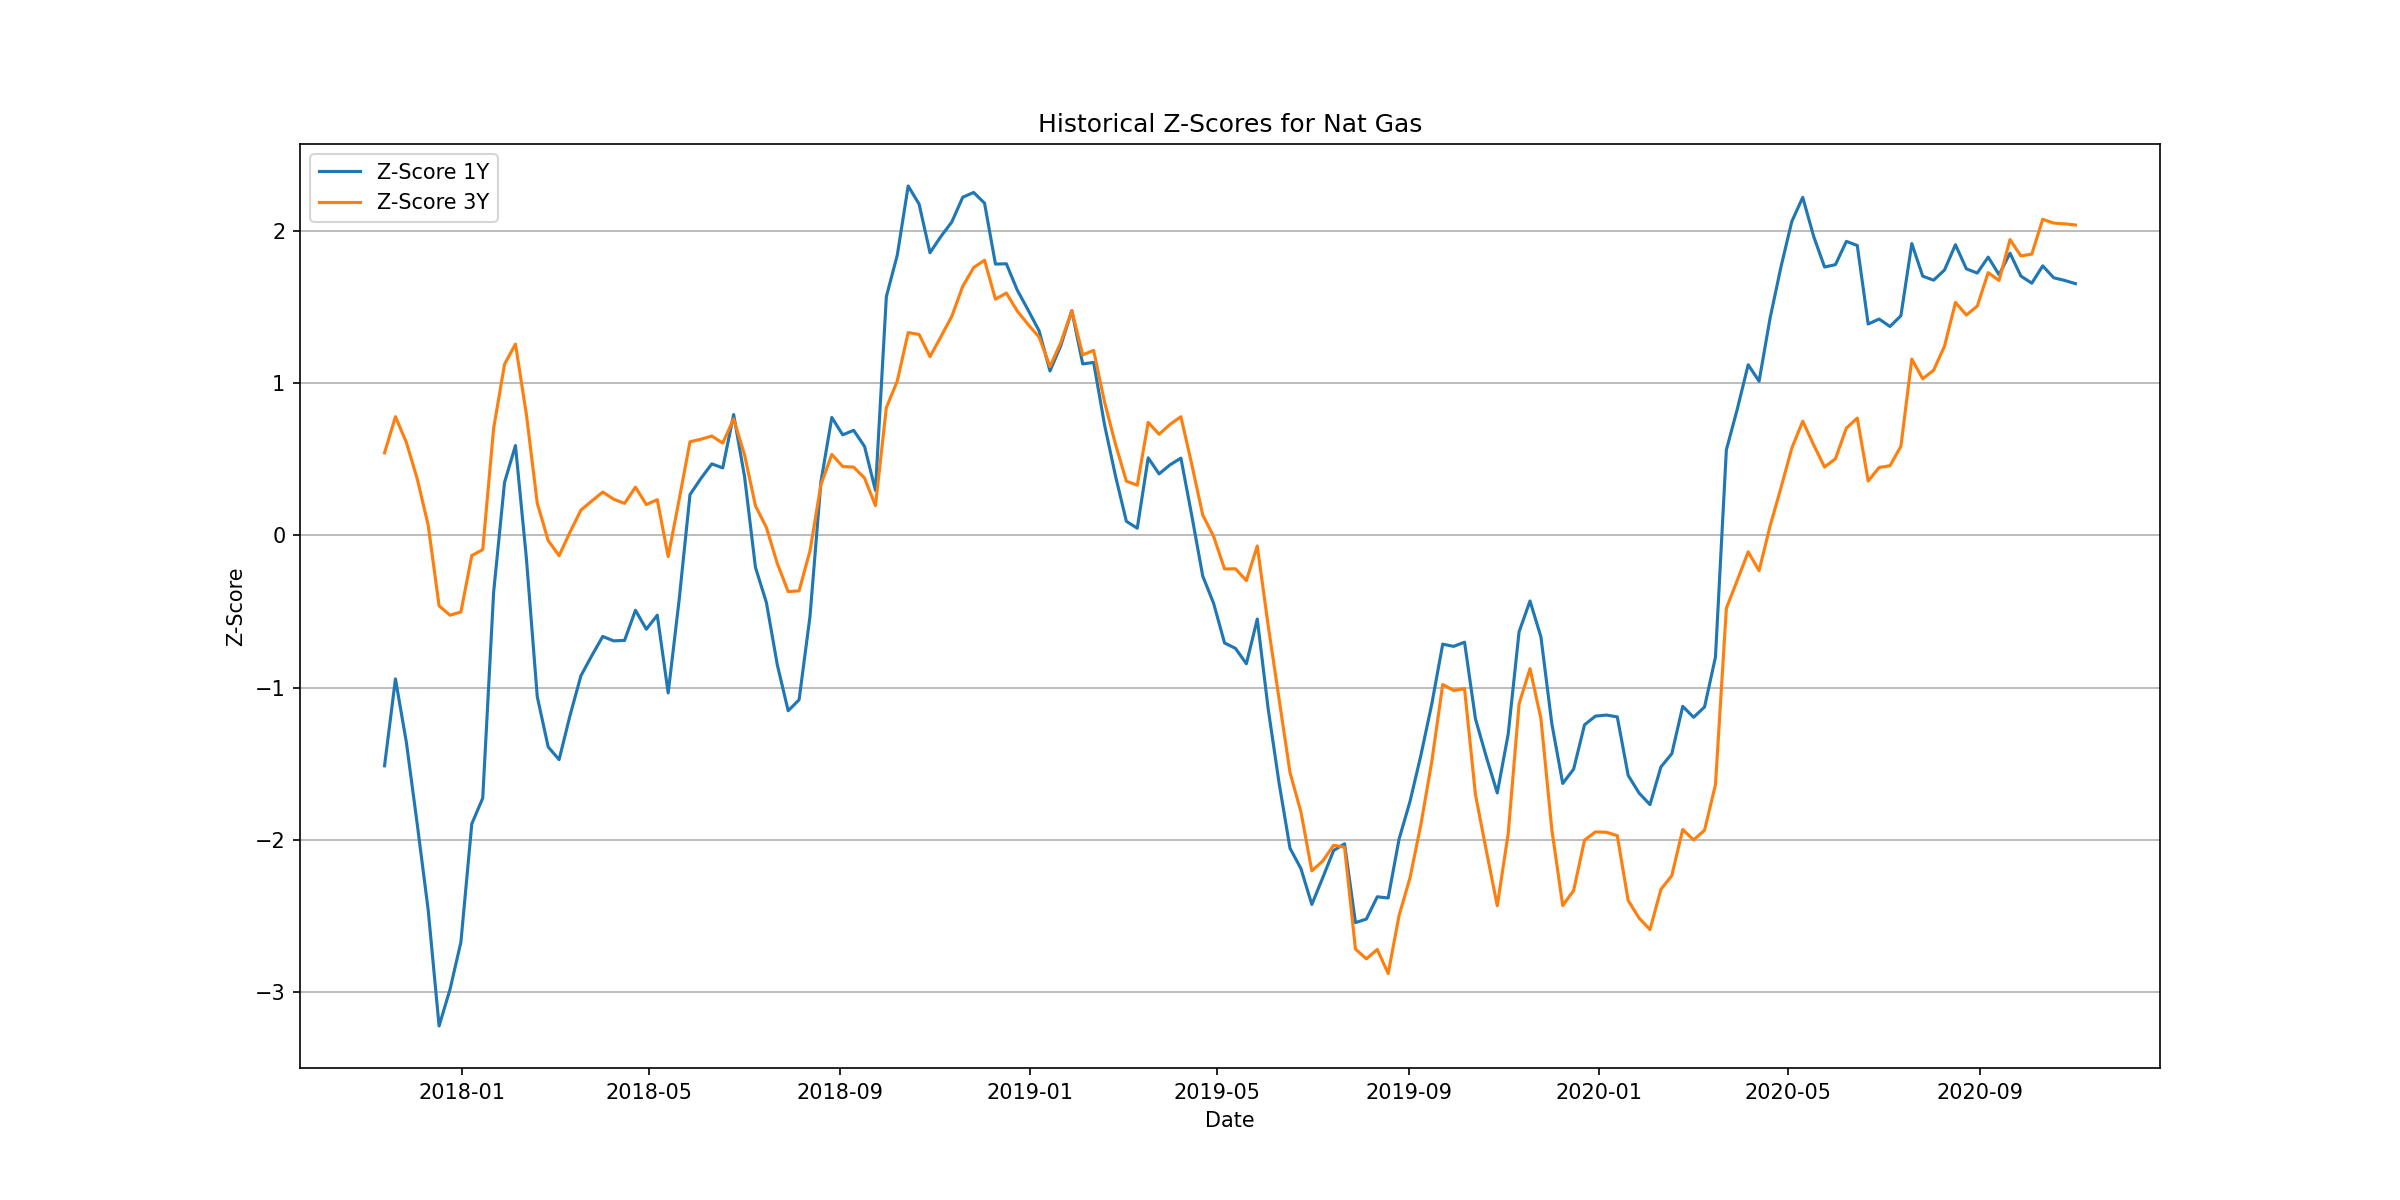 Historical Z-Scores for Nat Gas
Z-Score 1Y
Z-Score 3Y
2
1
0
−1
−2
−3
Z-Score
2018-01 2018-05 2018-09 2019-01 2019-05 2019-09 2020-01 2020-05 2020-09
Date